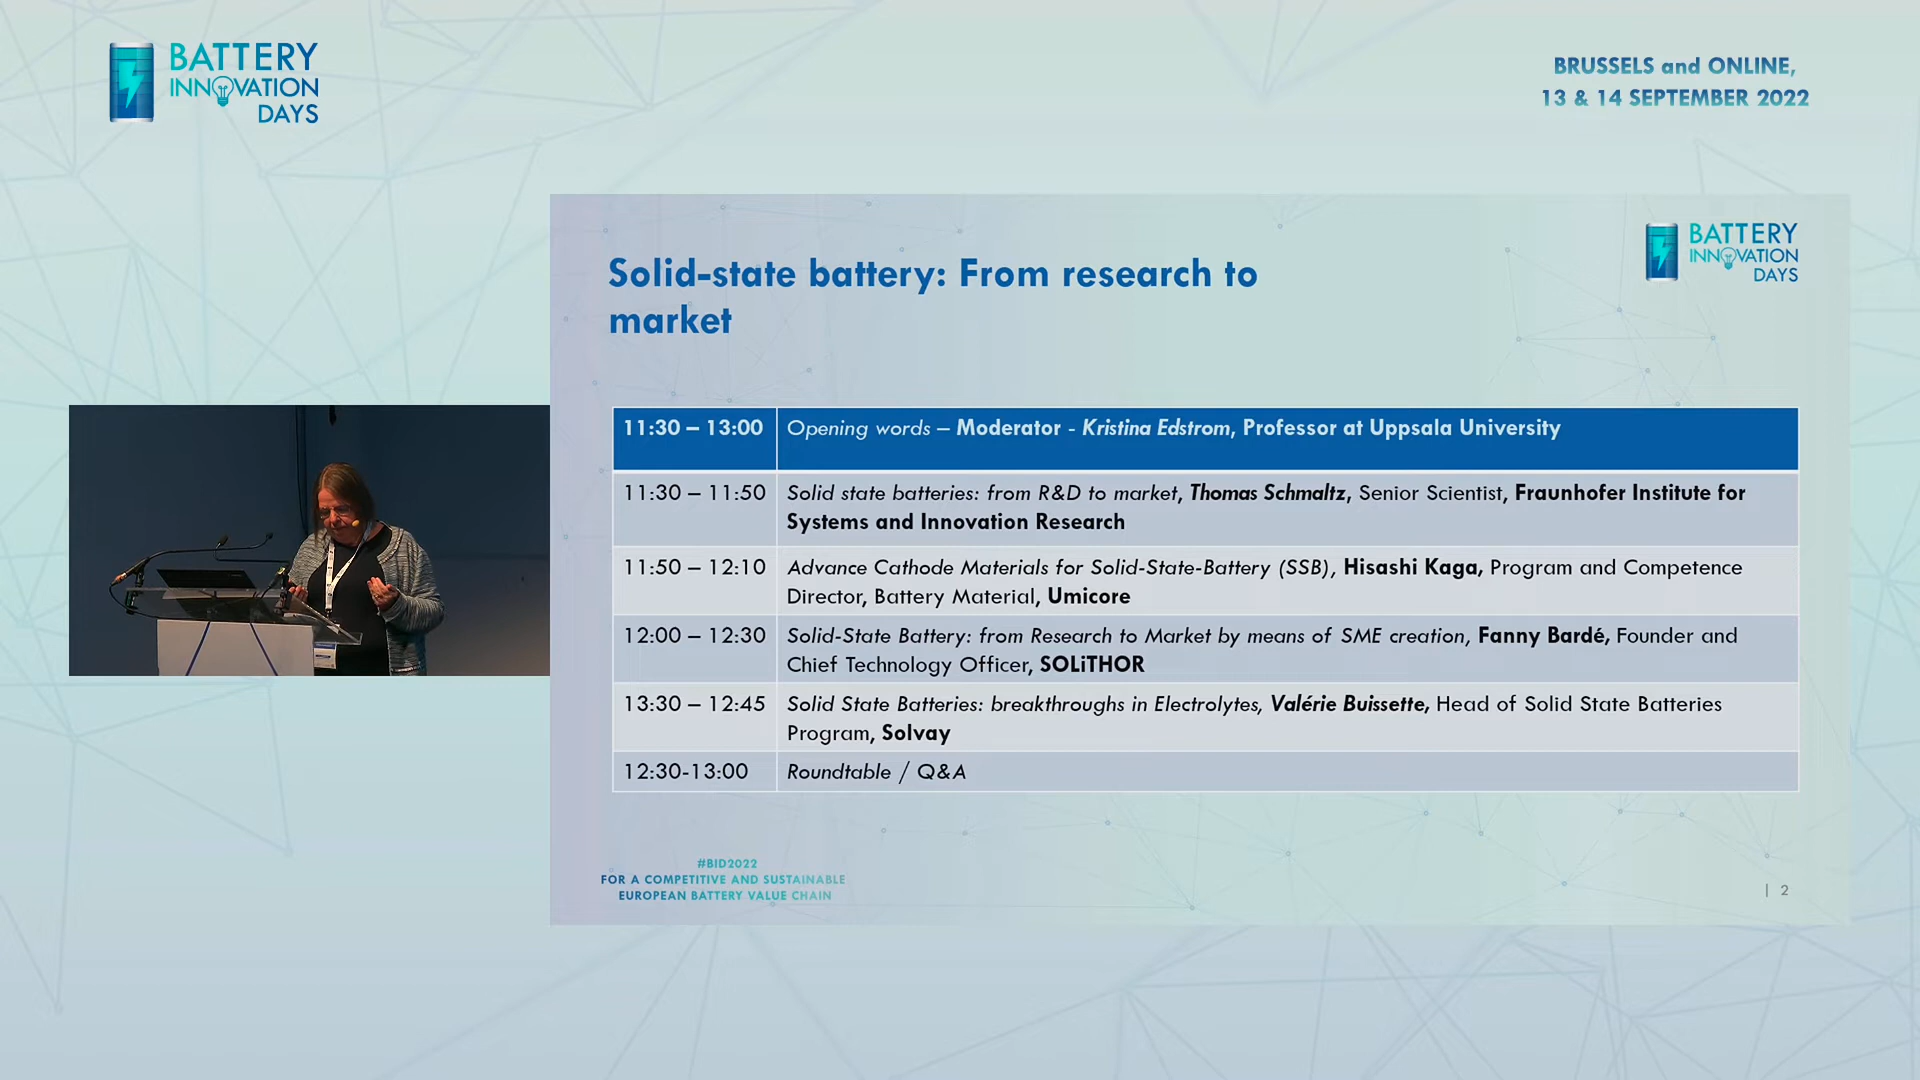 BATTERY
INNOVATION
DAYS
BRUSSELS and ONLINE,
13 & 14 SEPTEMBER 2022
BATTERY
INNOVATION
DAYS
Solid-state battery: From research to
market
11:30 – 13:00 Opening words – Moderator - Kristina Edstrom, Professor at Uppsala University
11:30 – 11:50 Solid state batteries: from R&D to market, Thomas Schmaltz, Senior Scientist, Fraunhofer Institute for
Systems and Innovation Research
11:50 – 12:10 Advance Cathode Materials for Solid-State-Battery (SSB), Hisashi Kaga, Program and Competence
Director, Battery Material, Umicore
12:00 – 12:30 Solid-State Battery: from Research to Market by means of SME creation, Fanny Bardé, Founder and
Chief Technology Officer, SOLiTHOR
13:30 – 12:45 Solid State Batteries: breakthroughs in Electrolytes, Valérie Buissette, Head of Solid State Batteries
Program, Solvay
12:30-13:00 Roundtable / Q&A
#BID2022
FOR A COMPETITIVE AND SUSTAINABLE
EUROPEAN BATTERY VALUE CHAIN
| 2